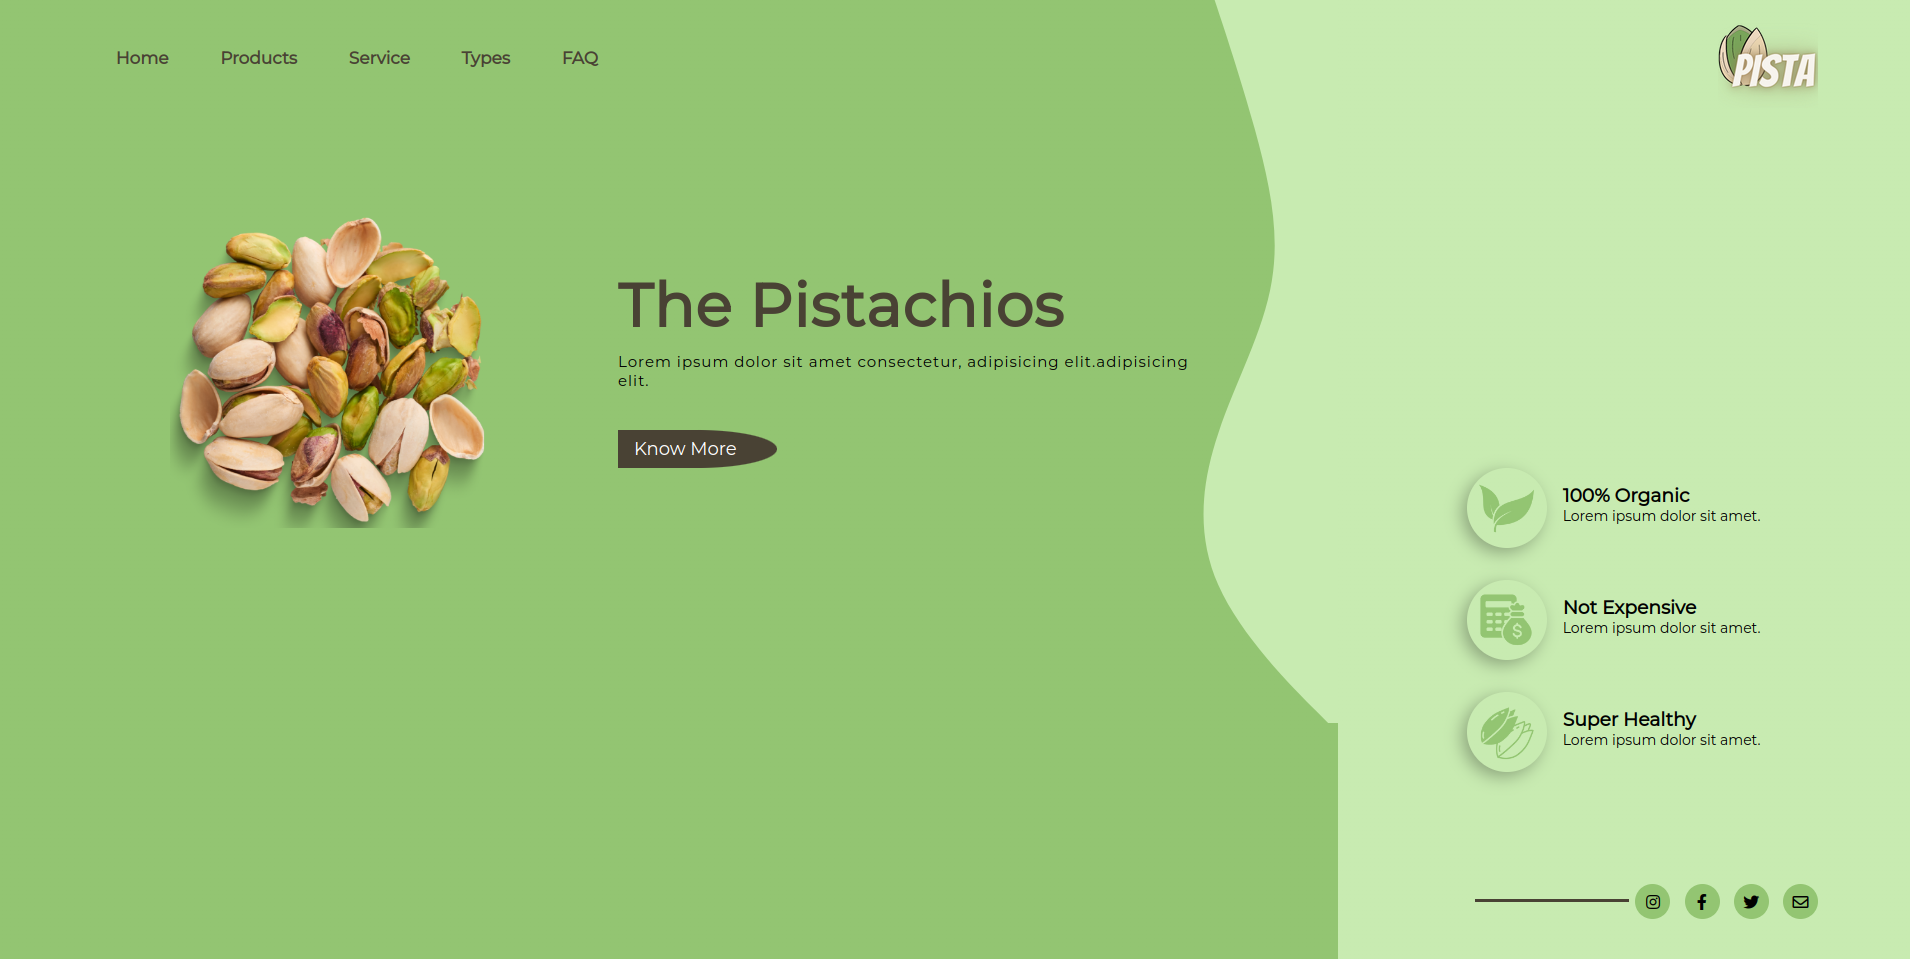 Home Products Service Types FAQ
PISTA
The Pistachios
Lorem ipsum dolor sit amet consectetur, adipisicing elit.adipisicing
elit.
Know More
100% Organic
Lorem ipsum dolor sit amet.
Not Expensive
Lorem ipsum dolor sit amet.
Super Healthy
Lorem ipsum dolor sit amet.